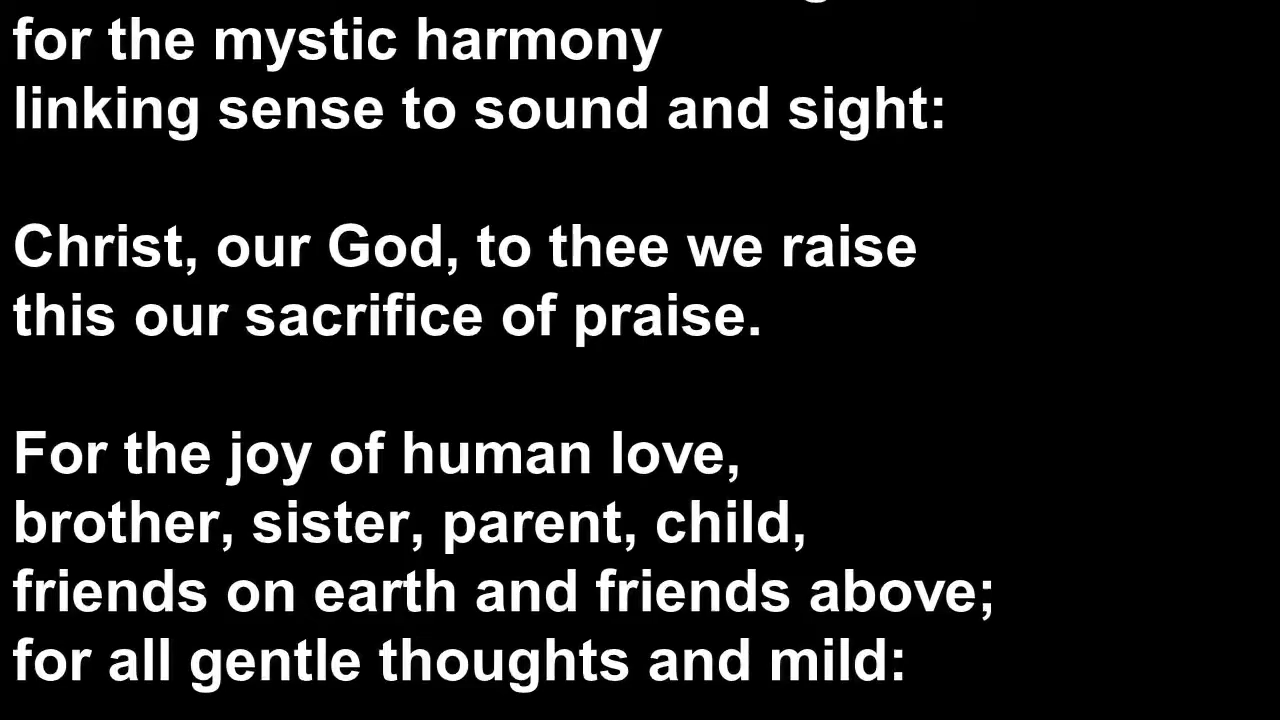 for the mystic harmony
linking sense to sound and sight:
Christ, our God, to thee we raise
this our sacrifice of praise.
For the joy of human love,
brother, sister, parent, child,
friends on earth and friends above;
for all gentle thoughts and mild: